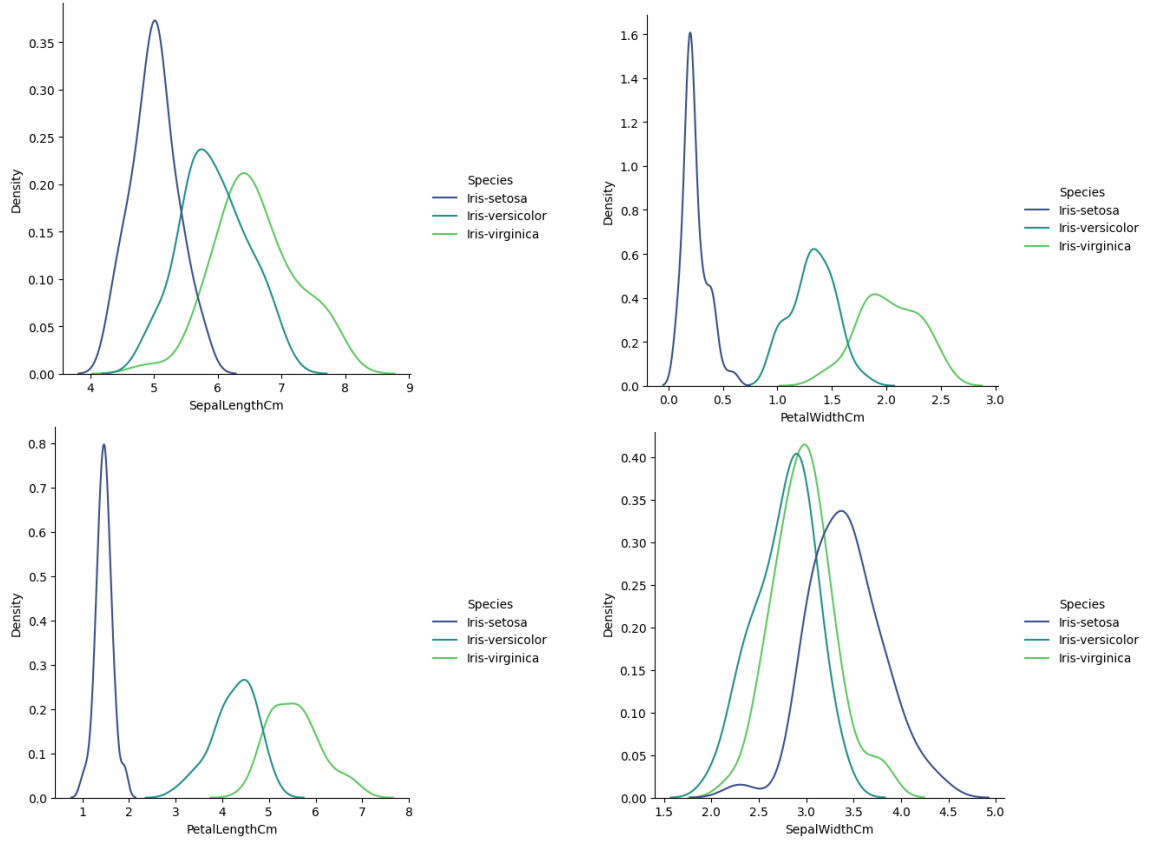 0.35
0.30
0.25
0.20
0.15
0.10
0.05
0.00
Density
4 5 6 7 8 9
SepalLengthCm
Species
Iris-setosa
Iris-versicolor
Iris-virginica
1.6
1.4
1.2
1.0
0.8
0.6
0.4
0.2
0.0
Density
0.0 0.5 1.0 1.5 2.0 2.5 3.0
PetalWidthCm
Species
Iris-setosa
Iris-versicolor
Iris-virginica
0.8
0.7
0.6
0.5
0.4
0.3
0.2
0.1
0.0
Density
1 2 3 4 5 6 7 8
PetalLengthCm
Species
Iris-setosa
Iris-versicolor
Iris-virginica
0.40
0.35
0.30
0.25
0.20
0.15
0.10
0.05
0.00
Density
1.5 2.0 2.5 3.0 3.5 4.0 4.5 5.0
SepalWidthCm
Species
Iris-setosa
Iris-versicolor
Iris-virginica